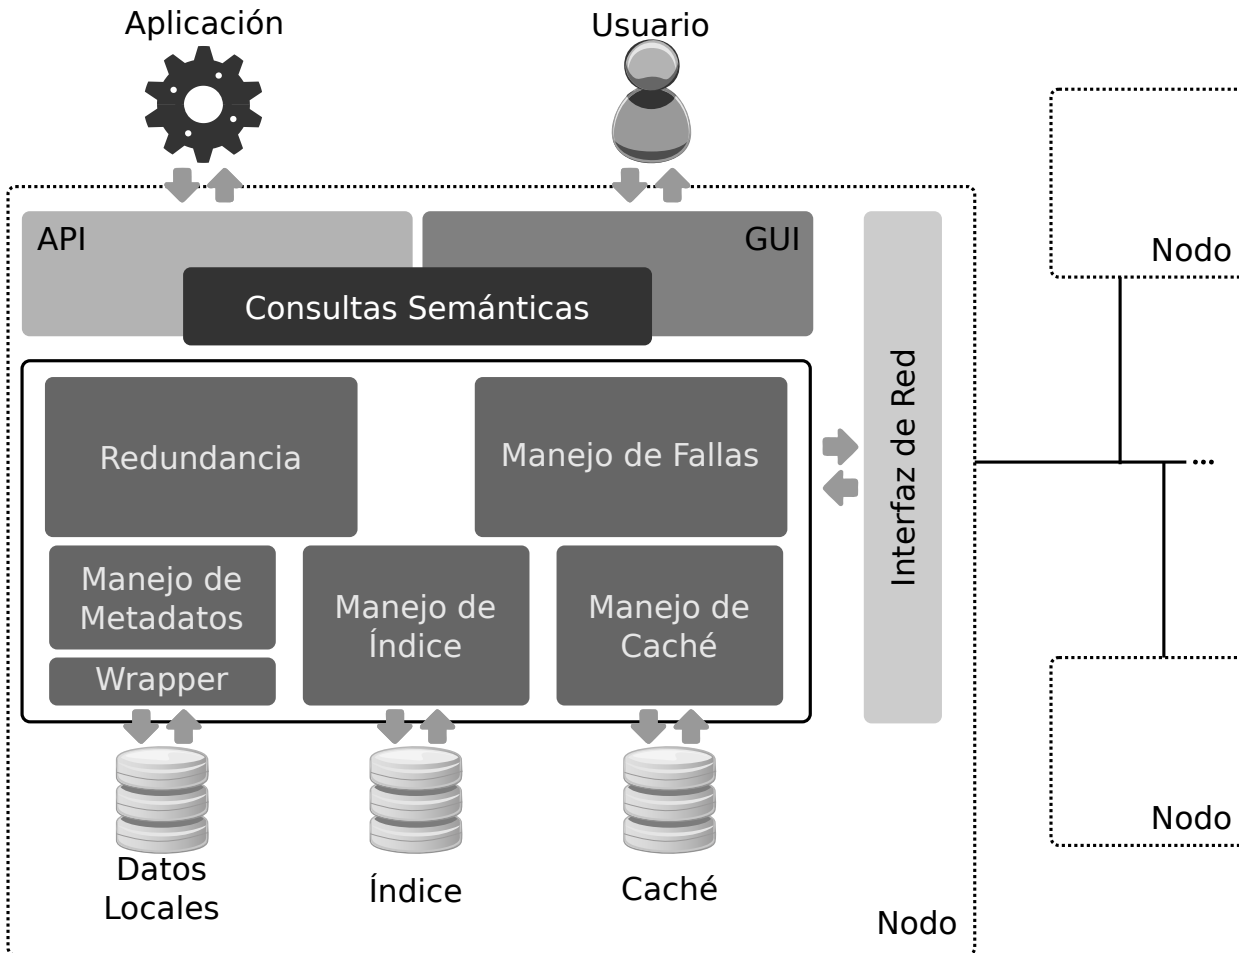 Aplicación
Usuario
API
GUI
Consultas Semánticas
Redundancia
Manejo de Fallas
Manejo de
Metadatos
Wrapper
Manejo de
Índice
Manejo de
Caché
Interfaz de Red
Datos
Locales
Índice
Caché
Nodo
Nodo
...
Nodo